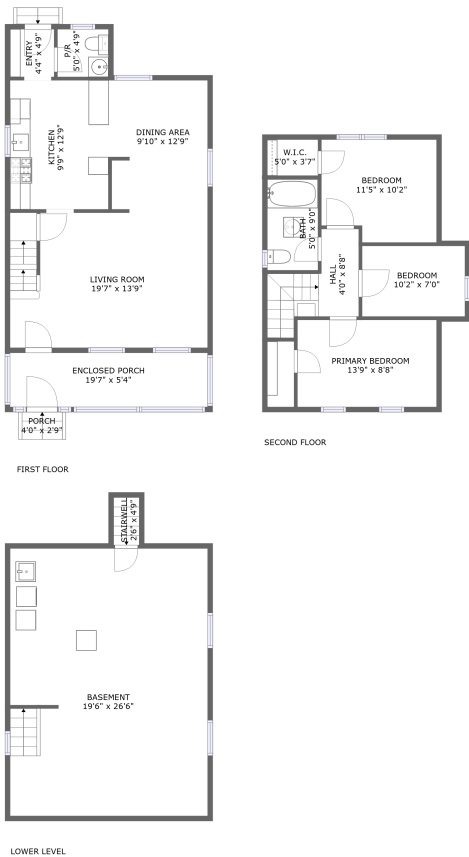 ENTRY
4'4" x 4'9"
P/R
5'0" x 4'9"
KITCHEN
9'9" x 12'9"
DINING AREA
9'10" x 12'9"
LIVING ROOM
19'7" x 13'9"
ENCLOSED PORCH
19'7" x 5'4"
PORCH
4'0" x 2'9"
FIRST FLOOR
W.I.C.
5'0" x 3'7"
BEDROOM
11'5" x 10'2"
BATH
5'0" x 9'0"
HALL
4'0" x 8'8"
BEDROOM
10'2" x 7'0"
PRIMARY BEDROOM
13'9" x 8'8"
SECOND FLOOR
STAIRWELL
2'6" x 4'9"
BASEMENT
19'6" x 26'6"
LOWER LEVEL